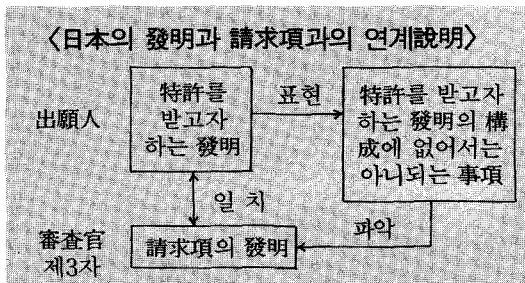 〈日本의 發明과 請求項과의 연계說明〉
出願人
特許를
받고자
하는 發明
표현
特許를 받고자
하는 發明의 構
成에 없어서는
아니되는 事項
일 치
審査官
제3자
請求項의 發明
파악